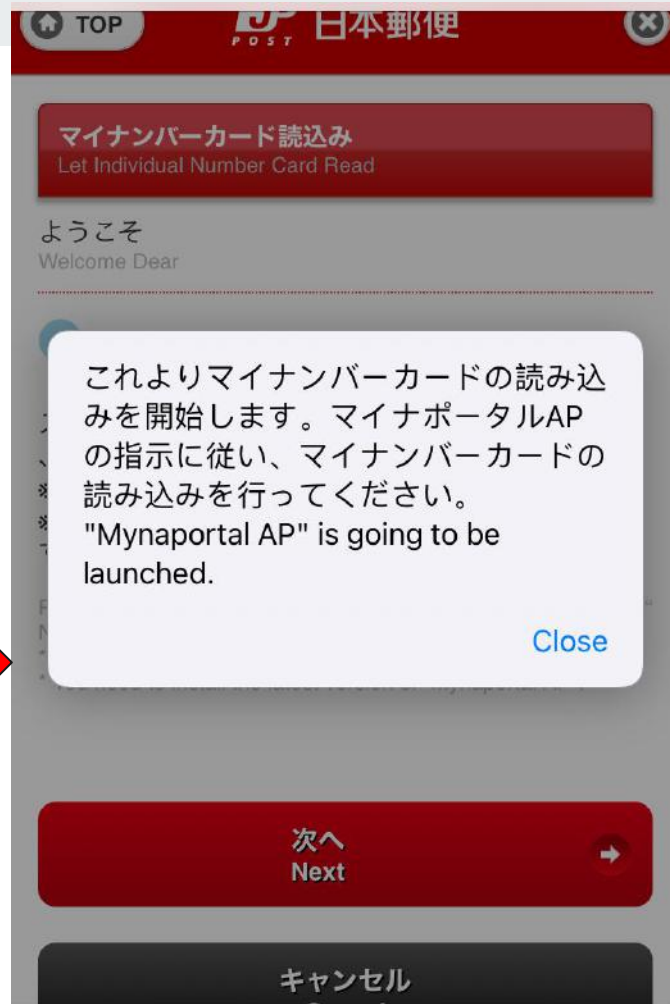 TOP
JP
POST
日本郵便
マイナンバーカード読込み
Let Individual Number Card Read
ようこそ
Welcome Dear
これよりマイナンバーカードの読み込
みを開始します。マイナポータルAP
の指示に従い、マイナンバーカードの
読み込みを行ってください。
"Mynaportal AP" is going to be
launched.
Close
次へ
Next
キャンセル